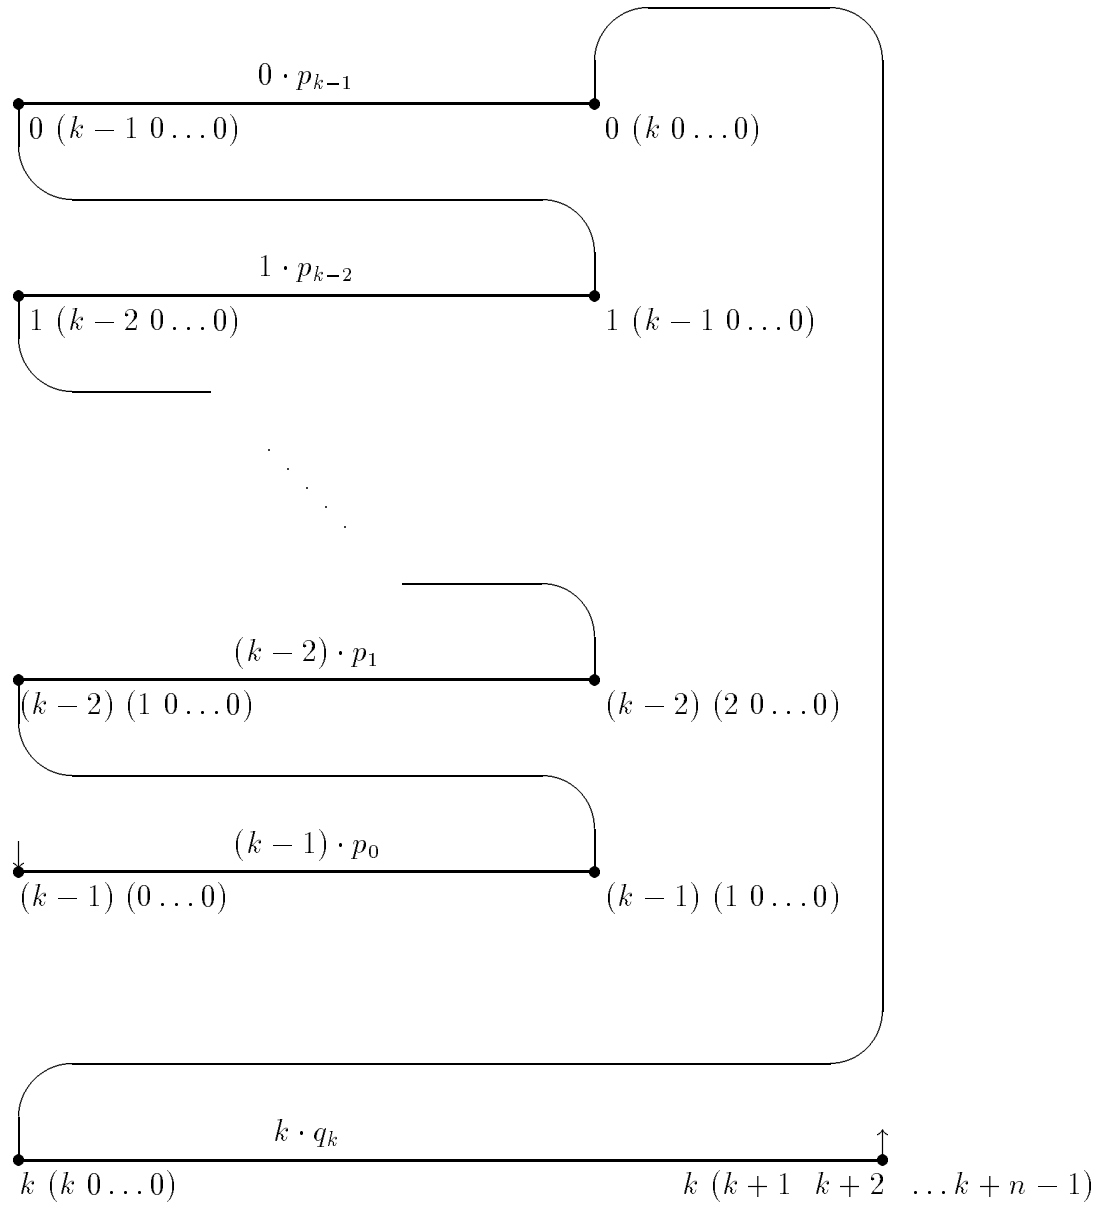 0 · p_{k−1}
0 (k − 1 0 . . . 0) 0 (k 0 . . . 0)
1 · p_{k−2}
1 (k − 2 0 . . . 0) 1 (k − 1 0 . . . 0)
(k − 2) · p_1
(k − 2) (1 0 . . . 0) (k − 2) (2 0 . . . 0)
(k − 1) · p_0
(k − 1) (0 . . . 0) (k − 1) (1 0 . . . 0)
k · q_k
k (k 0 . . . 0) k (k + 1 k + 2 . . . k + n − 1)